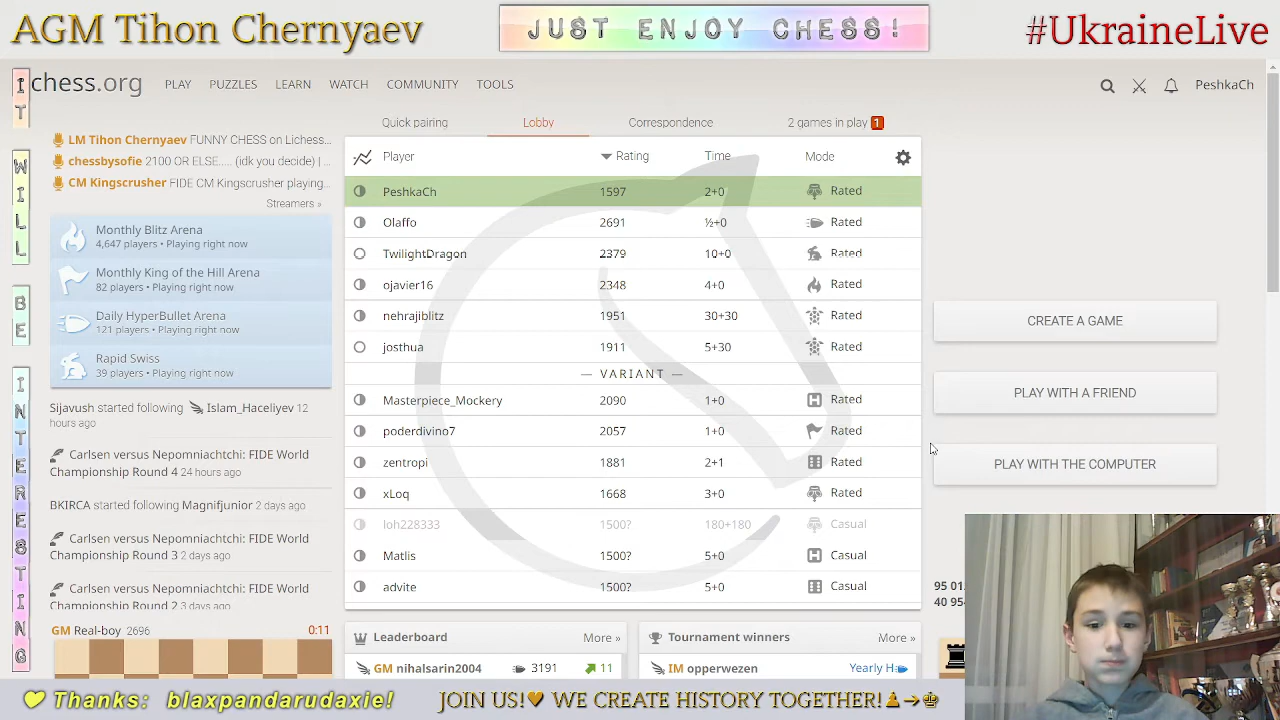 AGM Tihon Chernyaev
JUST ENJOY CHESS!
#UkraineLive
IT WILL BE INTERESTING
ichess.org
PLAY PUZZLES LEARN WATCH COMMUNITY TOOLS
PeshkaCh
LM Tihon Chernyaev FUNNY CHESS on Lichess...
chessbysofie 2100 OR ELSE..... (idk you decide) | ...
CM Kingscrusher FIDE CM Kingscrusher playing...
Streamers »
Monthly Blitz Arena
4,647 players • Playing right now
Monthly King of the Hill Arena
82 players • Playing right now
Daily HyperBullet Arena
121 players • Playing right now
Rapid Swiss
39 players • Playing right now
Sijavush started following Islam_Haceliyev 12
hours ago
Carlsen versus Nepomniachtchi: FIDE World
Championship Round 4 24 hours ago
BKIRCA started following Magnifjunior 2 days ago
Carlsen versus Nepomniachtchi: FIDE World
Championship Round 3 2 days ago
Carlsen versus Nepomniachtchi: FIDE World
Championship Round 2 3 days ago
GM Real-boy 2696 0:11
Quick pairing Lobby Correspondence 2 games in play 1
Player Rating Time Mode
PeshkaCh 1597 2+0 Rated
Olaffo 2691 ½+0 Rated
TwilightDragon 2379 10+0 Rated
ojavier16 2348 4+0 Rated
nehrajiblitz 1951 30+30 Rated
josthua 1911 5+30 Rated
— VARIANT —
Masterpiece_Mockery 2090 1+0 Rated
poderdivino7 2057 1+0 Rated
zentropi 1881 2+1 Rated
xLoq 1668 3+0 Rated
loh228333 1500? 180+180 Casual
Matlis 1500? 5+0 Casual
advite 1500? 5+0 Casual
Leaderboard More »
GM nihalsarin2004 3191 11
Tournament winners More »
IM opperwezen Yearly H
CREATE A GAME
PLAY WITH A FRIEND
PLAY WITH THE COMPUTER
95 01
40 95
Thanks: blaxpandarudaxie!
JOIN US!🧡 WE CREATE HISTORY TOGETHER!♟→♚